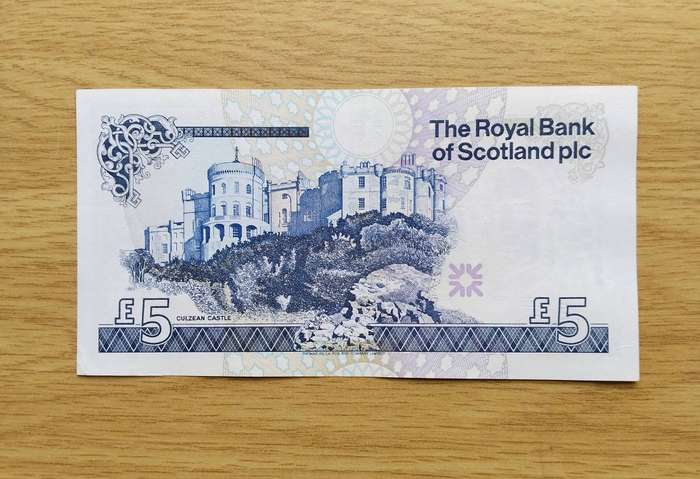 The Royal Bank
of Scotland plc
CULZEAN CASTLE
£5
£5